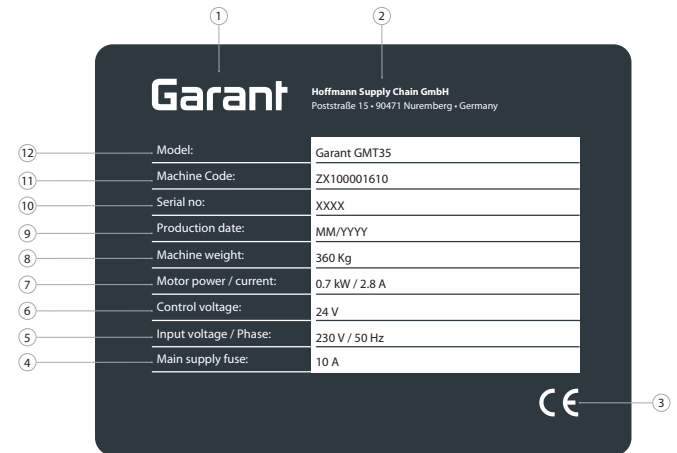 1
2
Garant
Hoffmann Supply Chain GmbH
Poststraße 15 • 90471 Nuremberg • Germany
12 Model: Garant GMT35
11 Machine Code: ZX100001610
10 Serial no: XXXX
9 Production date: MM/YYYY
8 Machine weight: 360 Kg
7 Motor power / current: 0.7 kW / 2.8 A
6 Control voltage: 24 V
5 Input voltage / Phase: 230 V / 50 Hz
4 Main supply fuse: 10 A
CE 3